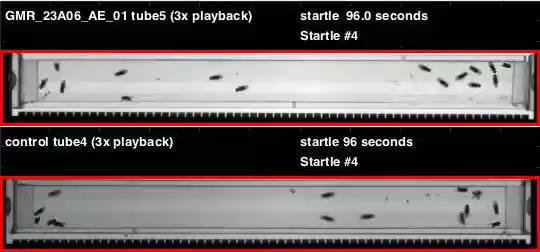 GMR_23A06_AE_01 tube5 (3x playback)
startle 96.0 seconds
Startle #4
control tube4 (3x playback)
startle 96 seconds
Startle #4